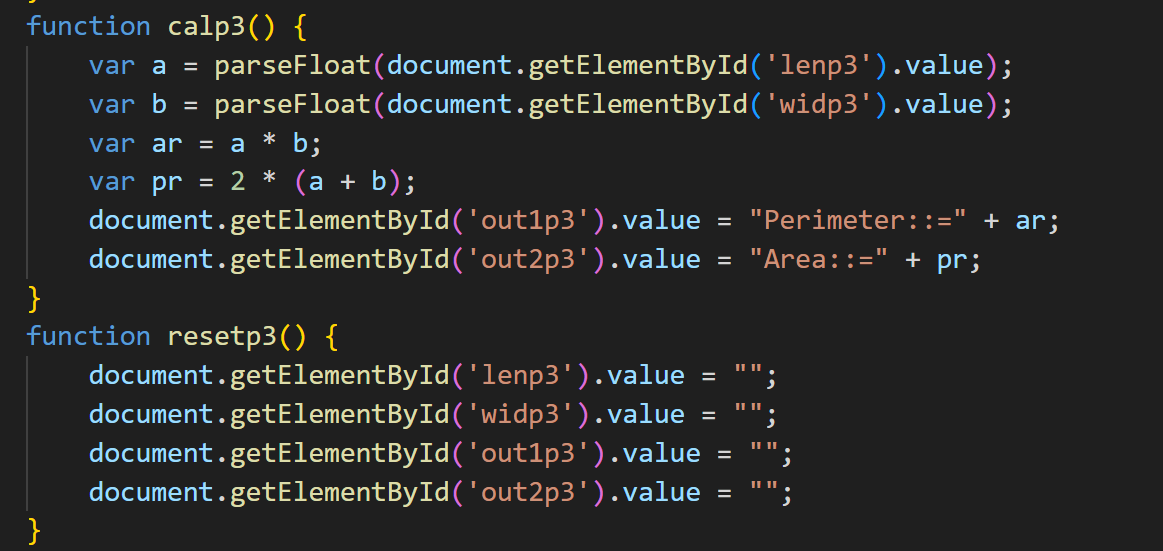 function calp3() {
    var a = parseFloat(document.getElementById('lenp3').value);
    var b = parseFloat(document.getElementById('widp3').value);
    var ar = a * b;
    var pr = 2 * (a + b);
    document.getElementById('out1p3').value = "Perimeter::=" + ar;
    document.getElementById('out2p3').value = "Area::=" + pr;
}
function resetp3() {
    document.getElementById('lenp3').value = "";
    document.getElementById('widp3').value = "";
    document.getElementById('out1p3').value = "";
    document.getElementById('out2p3').value = "";
}